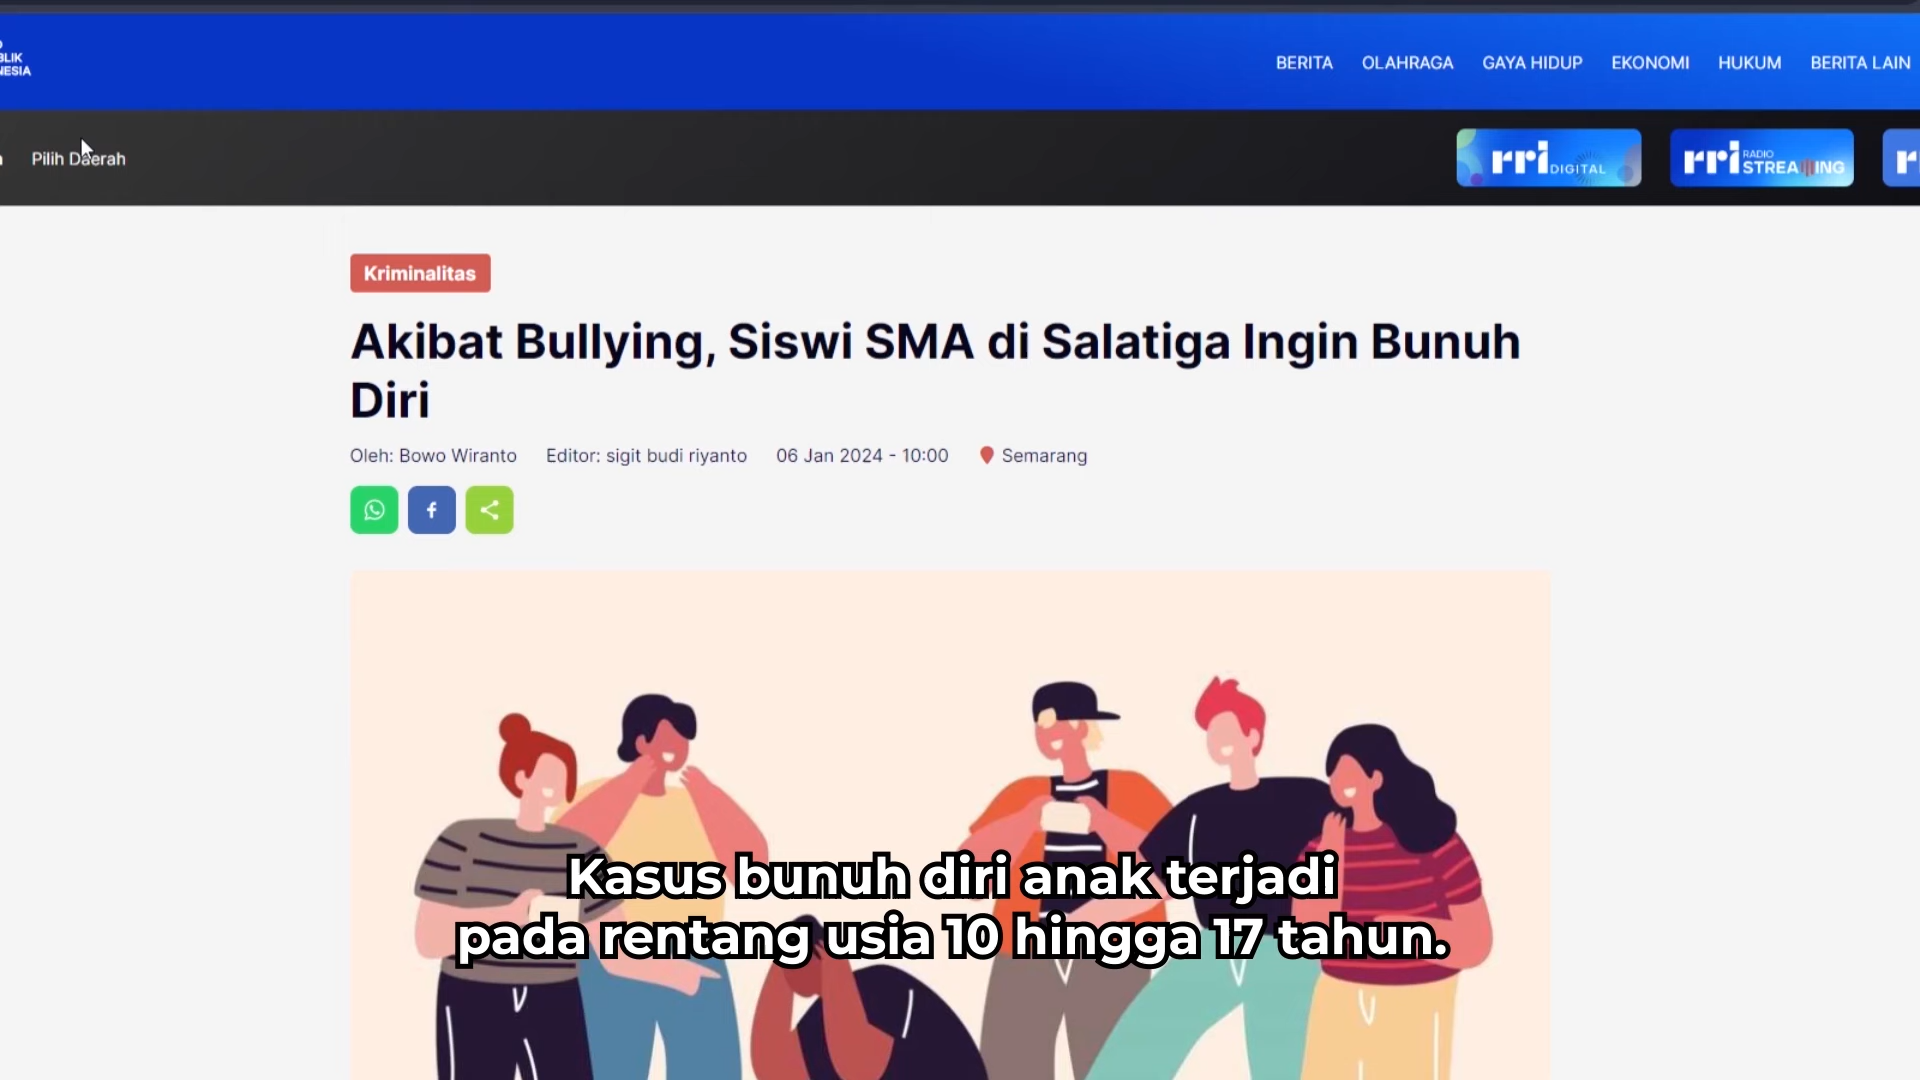 BERITA OLAHRAGA GAYA HIDUP EKONOMI HUKUM BERITA LAIN
Pilih Daerah
rri DIGITAL
rri RADIO STREAMING
Kriminalitas
Akibat Bullying, Siswi SMA di Salatiga Ingin Bunuh
Diri
Oleh: Bowo Wiranto Editor: sigit budi riyanto 06 Jan 2024 - 10:00 Semarang
Kasus bunuh diri anak terjadi
pada rentang usia 10 hingga 17 tahun.